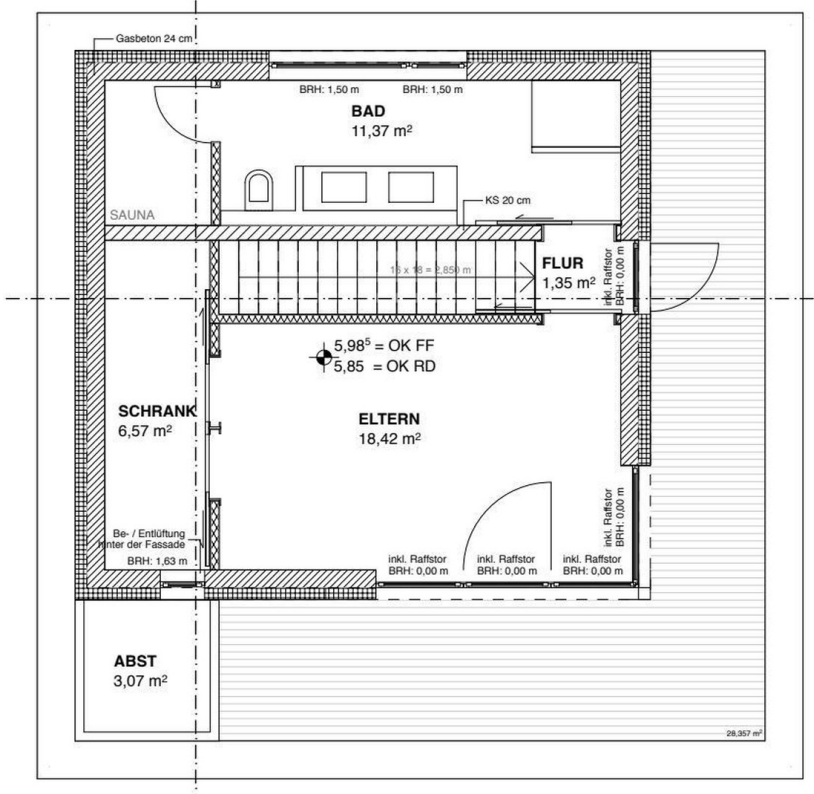 Gasbeton 24 cm
BRH: 1,50 m
BRH: 1,50 m
BAD
11,37 m²
SAUNA
KS 20 cm
16 x 18 = 2,850 m
FLUR
1,35 m²
inkl. Raffstor
BRH: 0,00 m
5,98⁵ = OK FF
5,85 = OK RD
SCHRANK
6,57 m²
ELTERN
18,42 m²
Be- / Entlüftung
hinter der Fassade
BRH: 1,63 m
inkl. Raffstor
BRH: 0,00 m
inkl. Raffstor
BRH: 0,00 m
inkl. Raffstor
BRH: 0,00 m
inkl. Raffstor
BRH: 0,00 m
ABST
3,07 m²
28,357 m²